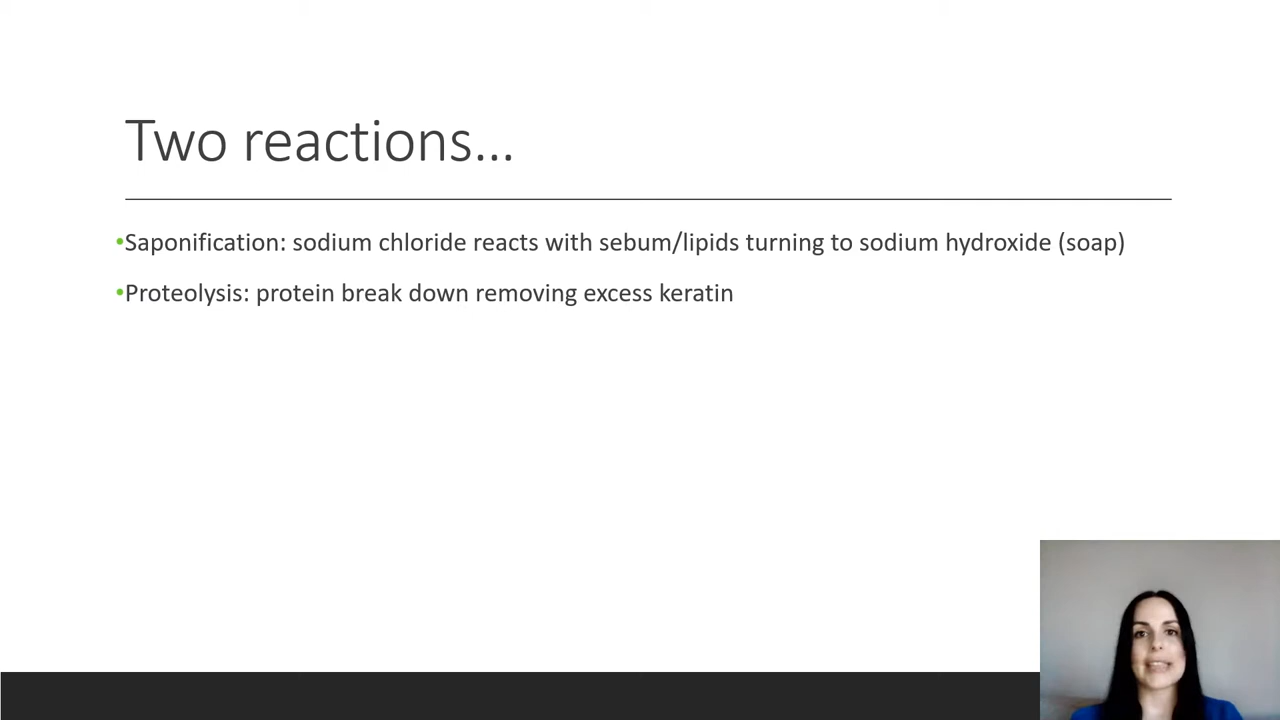 Two reactions...
•Saponification: sodium chloride reacts with sebum/lipids turning to sodium hydroxide (soap)
•Proteolysis: protein break down removing excess keratin